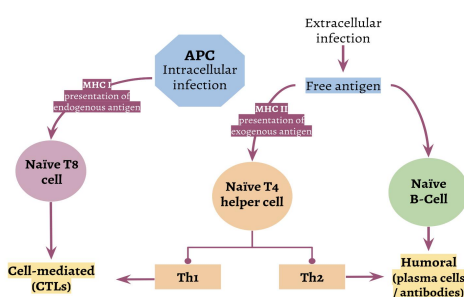 Extracellular
infection
APC
Intracellular
infection
MHC I
presentation of
endogenous antigen
Free antigen
MHC II
presentation of
exogenous antigen
Naïve T8
cell
Naïve T4
helper cell
Naïve
B-Cell
Cell-mediated
(CTLs)
Th1
Th2
Humoral
(plasma cells
/ antibodies)